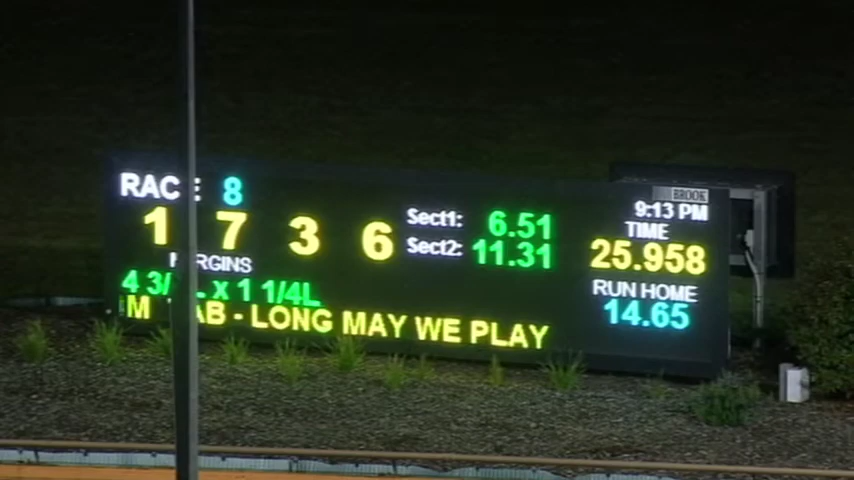 BROOK
RACE 8
9:13 PM
1 7 3 6
Sect1: 6.51
Sect2: 11.31
TIME
25.958
MARGINS
RUN HOME
4 3/4L x 1 1/4L
14.65
- LONG MAY WE PLAY